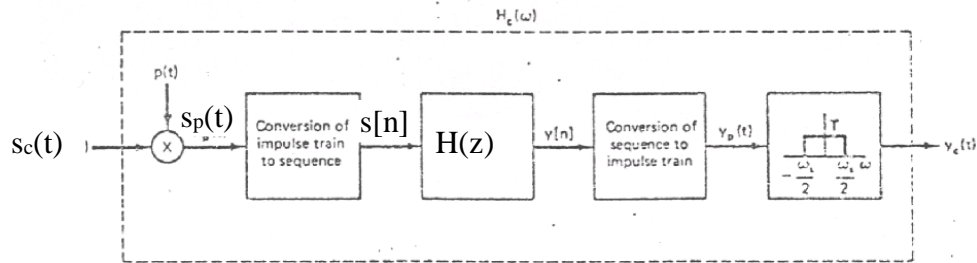 H_c(ω)
p(t)
s_c(t)
×
s_p(t)
Conversion of
impulse train
to sequence
s[n]
H(z)
y[n]
Conversion of
sequence to
impulse train
y_p(t)
T
-ω_s/2 ω_s/2 ω
y_c(t)